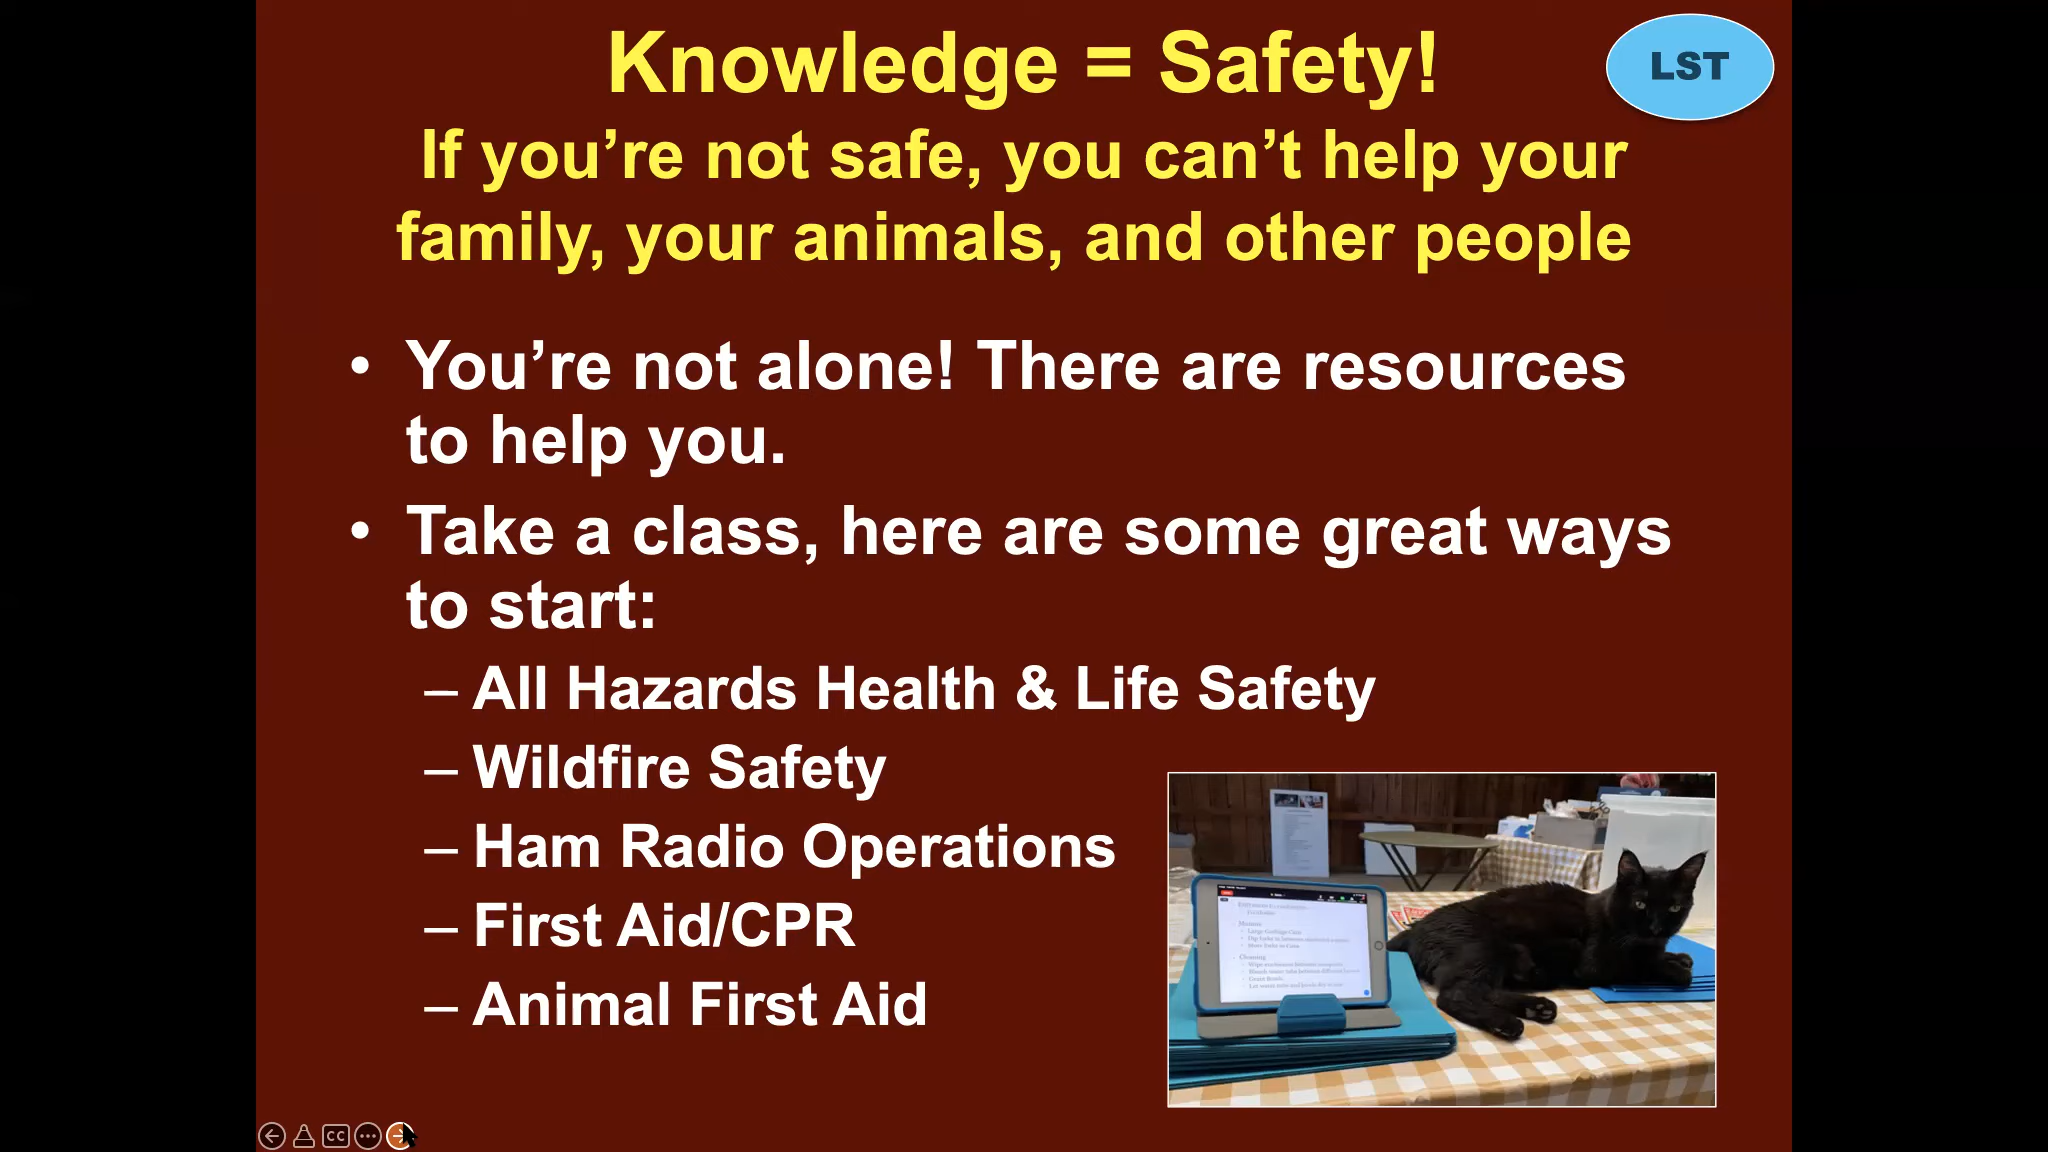 Knowledge = Safety!
LST
If you’re not safe, you can’t help your
family, your animals, and other people
• You’re not alone! There are resources
to help you.
• Take a class, here are some great ways
to start:
– All Hazards Health & Life Safety
– Wildfire Safety
– Ham Radio Operations
– First Aid/CPR
– Animal First Aid
Cleaning
CC